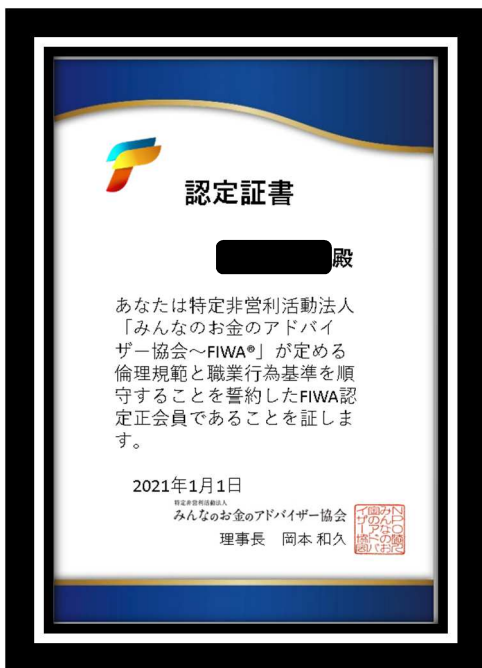 認定証書
殿
あなたは特定非営利活動法人
「みんなのお金のアドバイ
ザー協会～FIWA®」が定める
倫理規範と職業行為基準を順
守することを誓約したFIWA認
定正会員であることを証しま
す。
2021年1月1日
特定非営利活動法人
みんなのお金のアドバイザー協会
理事長 岡本 和久